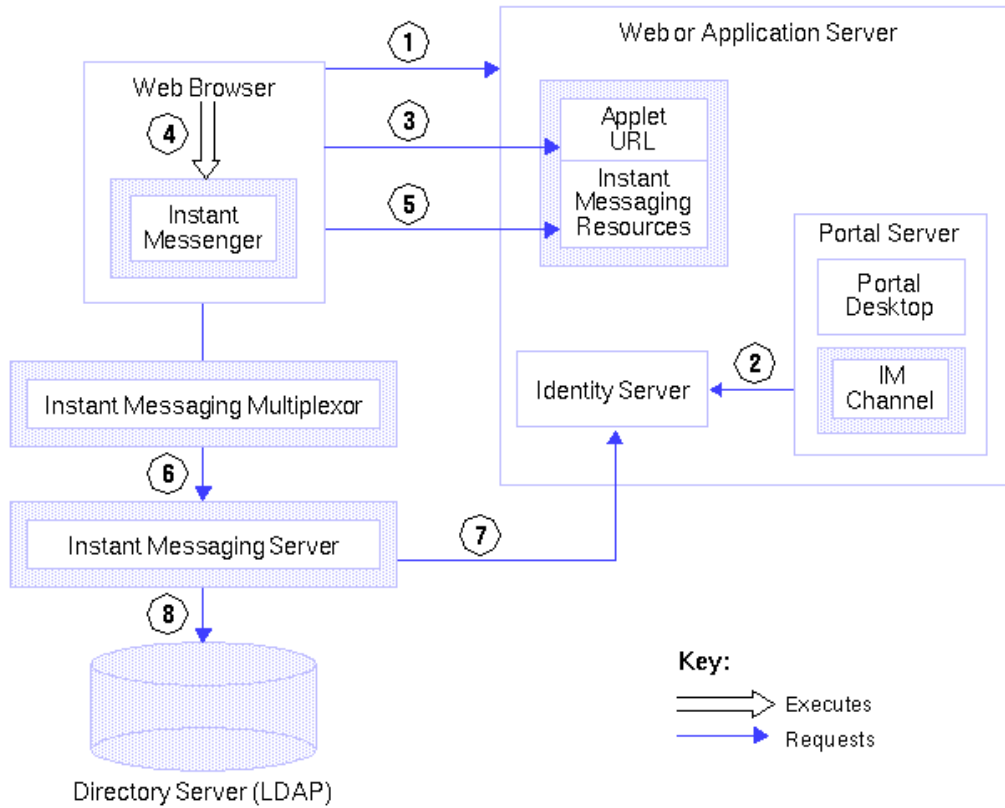 1
Web or Application Server
Web Browser
4
3
Applet
URL
Instant
Messenger
5
Instant
Messaging
Resources
Portal Server
Portal
Desktop
Instant Messaging Multiplexor
Identity Server
2
IM
Channel
6
Instant Messaging Server
7
8
Key:
Executes
Requests
Directory Server (LDAP)